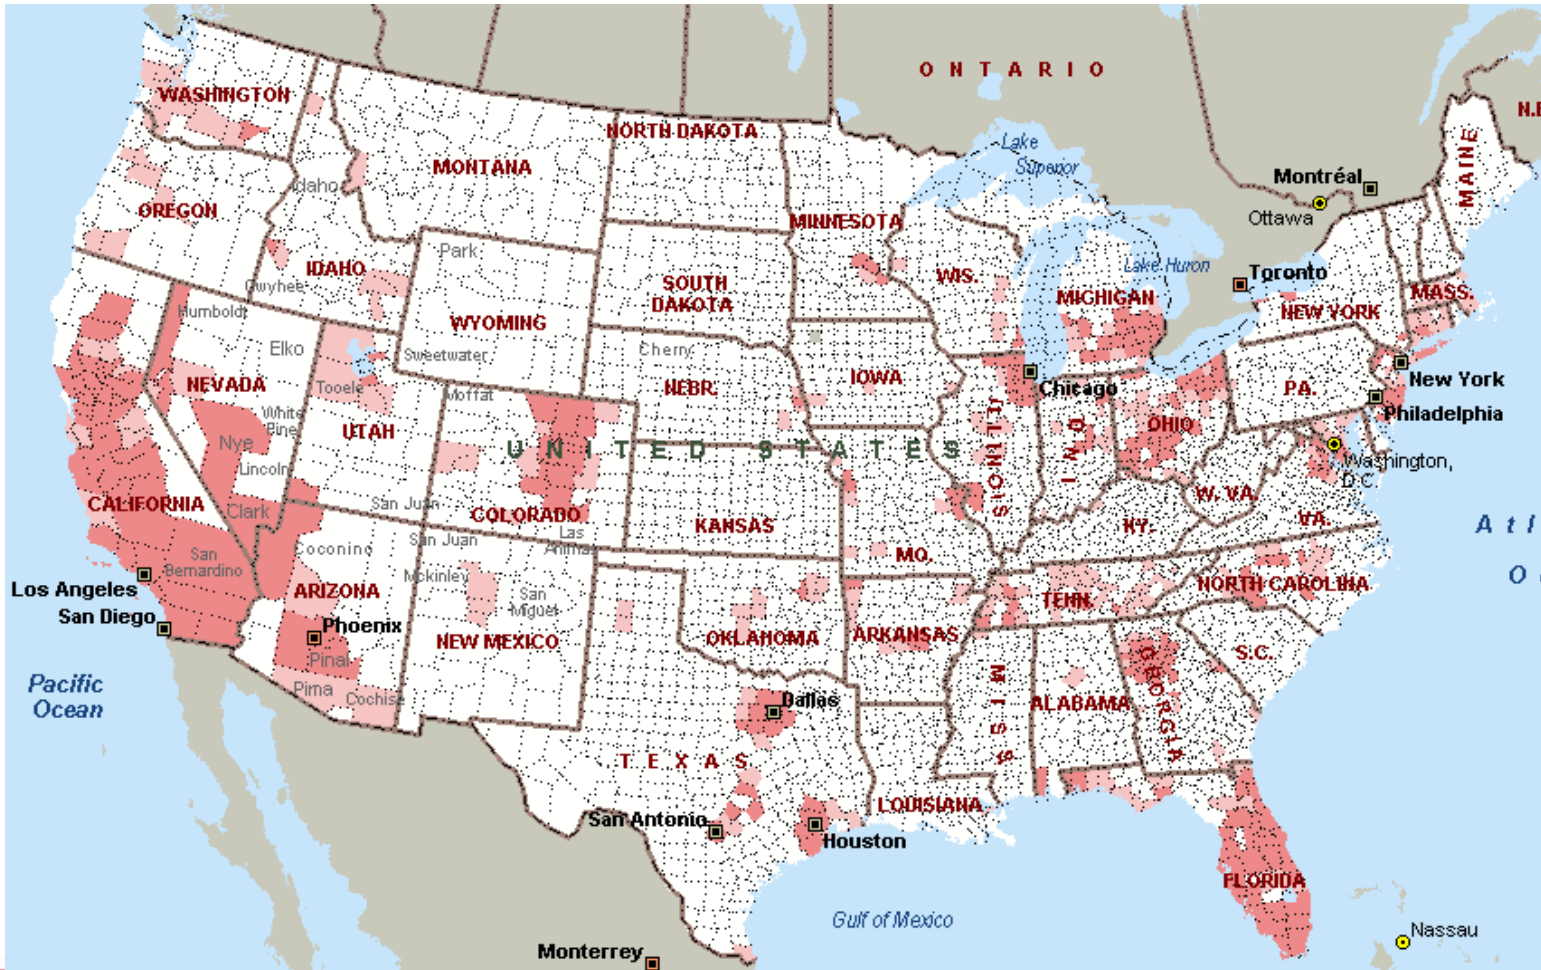 ONTARIO
N.B
WASHINGTON
NORTH DAKOTA
MONTANA
Lake
Superior
MAINE
Montréal
Ottawa
Idaho
OREGON
MINNESOTA
Park
IDAHO
WIS.
Lake Huron
Toronto
SOUTH
DAKOTA
MICHIGAN
MASS.
Owyhee
Humboldt
WYOMING
NEW YORK
Elko
Sweetwater
Cherry
NEVADA
Tooele
Moffat
NEBR.
IOWA
Chicago
PA.
New York
Philadelphia
White
Pine
UTAH
ILLINOIS
IND
OHIO
Nye
Lincoln
UNITED STATES
Washington,
D.C.
CALIFORNIA
Clark
San Juan
COLORADO
KANSAS
W. VA.
KY.
VA.
Atl
O
San
Bernardino
Coconino
San Juan
Las
Animas
MO.
Los Angeles
ARIZONA
Mckinley
San
Miguel
TENN.
NORTH CAROLINA
San Diego
Phoenix
NEW MEXICO
OKLAHOMA
ARKANSAS
S.C.
Pinal
Pacific
Ocean
Pima
Cochise
Dallas
MISS
ALABAMA
GEORGIA
TEXAS
San Antonio
LOUISIANA
Houston
FLORIDA
Gulf of Mexico
Nassau
Monterrey